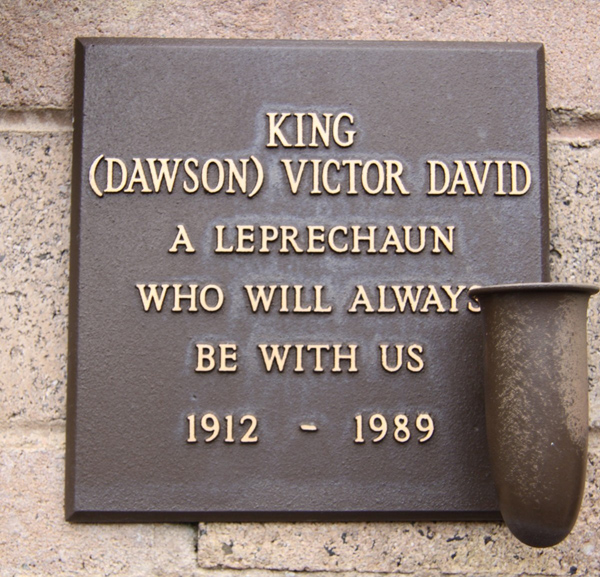 KING
(DAWSON) VICTOR DAVID
A LEPRECHAUN
WHO WILL ALWAYS
BE WITH US
1912 - 1989